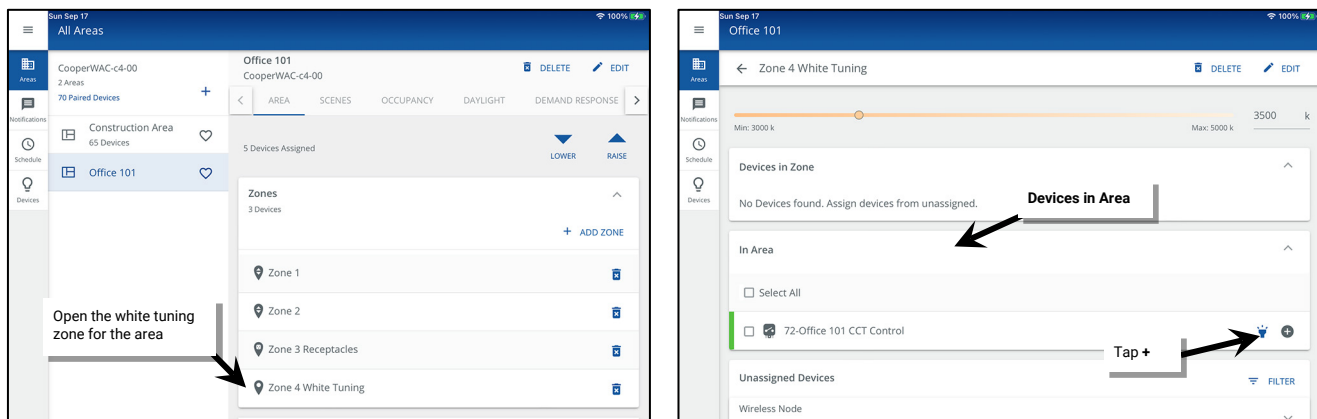 Sun Sep 17
100%
All Areas
Areas
Notifications
Schedule
Devices
CooperWAC-c4-00
2 Areas
70 Paired Devices
+
Construction Area
65 Devices
Office 101
Office 101
CooperWAC-c4-00
DELETE
EDIT
< AREA SCENES OCCUPANCY DAYLIGHT DEMAND RESPONSE >
5 Devices Assigned
LOWER RAISE
Zones
3 Devices
+ ADD ZONE
Zone 1
Zone 2
Zone 3 Receptacles
Zone 4 White Tuning
Open the white tuning
zone for the area
Sun Sep 17
100%
Office 101
Areas
Notifications
Schedule
Devices
← Zone 4 White Tuning
DELETE
EDIT
Min: 3000 k
Max: 5000 k
3500 k
Devices in Zone
No Devices found. Assign devices from unassigned.
Devices in Area
In Area
Select All
72-Office 101 CCT Control
Tap +
Unassigned Devices
FILTER
Wireless Node